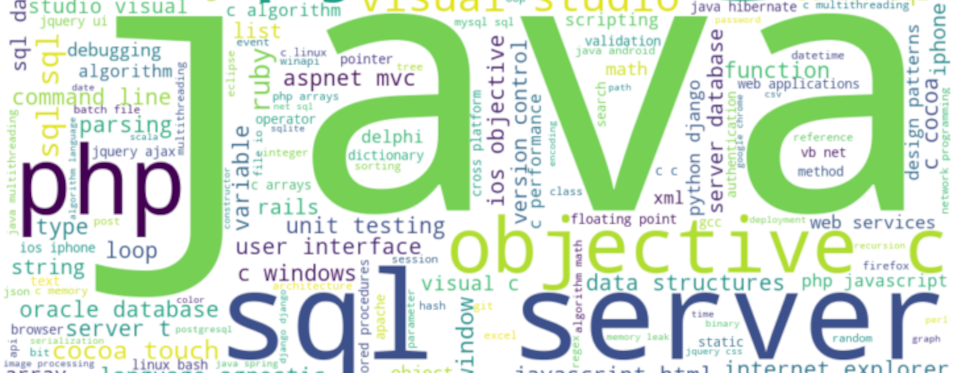 studio visual
visual studio
c algorithm
java hibernate
c multithreading
sql
jquery ui
list
event
mysql sql
scripting
password
java
debugging
sql sql
c linux
winapi
pointer
validation
java android
datetime
algorithm
eclipse
ruby
aspnet mvc
tree
math
function
date
command line
php arrays
net sql
path
web applications
csv
batch file
multithreading
operator
search
parsing
scala
sqlite
delphi
reference
php
jquery ajax
file io
integer
dictionary
vb net
sorting
method
java multithreading
algorithm language
variable
constructor
c arrays
cross platform
ios objective
version control
c performance
encoding
class
c c
xml
python django
server database
authentication
google chrome
design patterns
c cocoa
iphone
network programming
rails
type
post
unit testing
floating point
gcc
deployment
web services
ios iphone
loop
user interface
objective c
recursion
string
c windows
session
firefox
text
json
c memory
architecture
visual c
data structures
php javascript
color
oracle database
sql server
hash
git
time
browser
server t
postgresql
django django
apache
parameter
window
excel
regex
algorithm math
memory leak
binary
perl
serialization
static
random
graph
api
bit
cocoa touch
jquery css
image processing
linux bash
java spring
object
javascript html
internet explorer
array
language agnostic